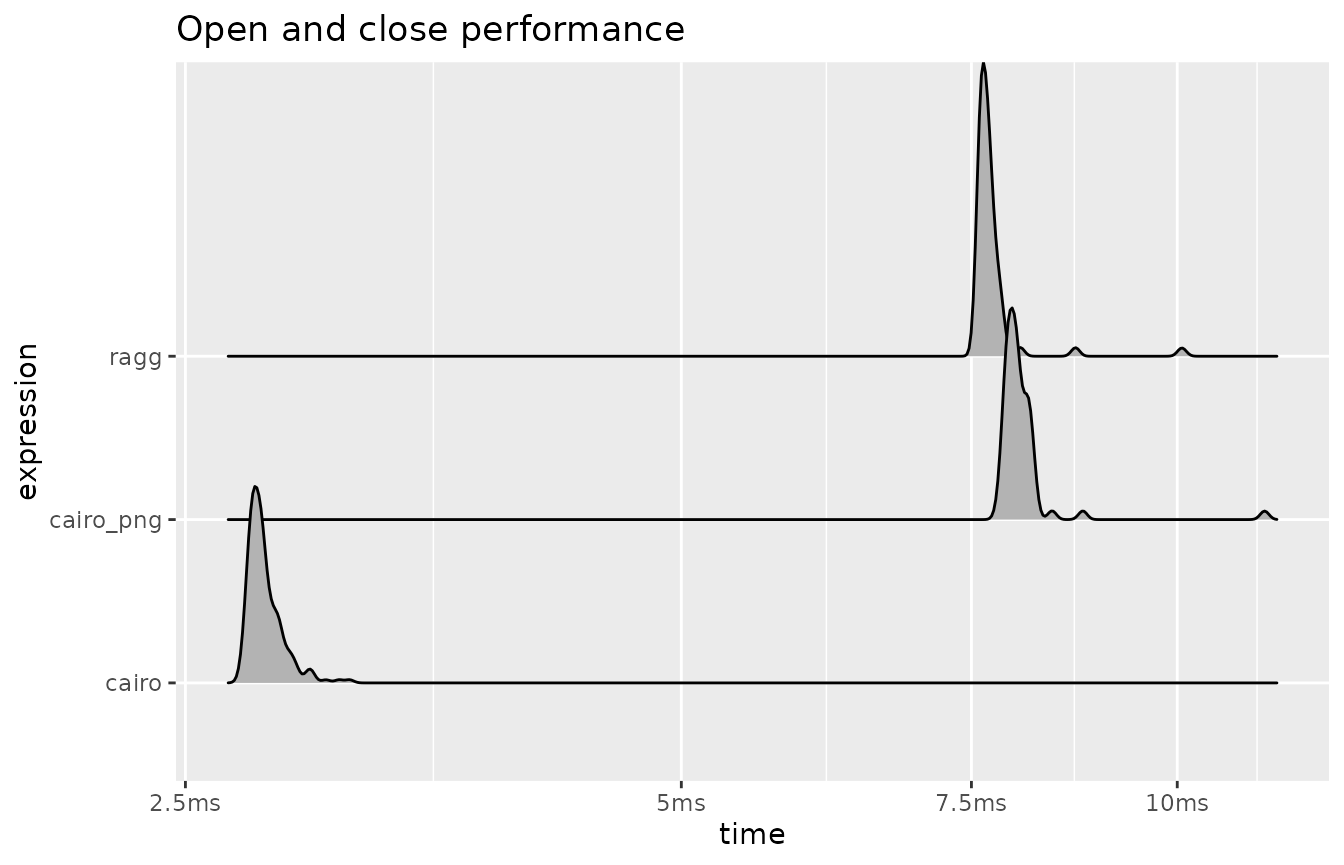 Open and close performance
expression
ragg
cairo_png
cairo
2.5ms
5ms
7.5ms
10ms
time